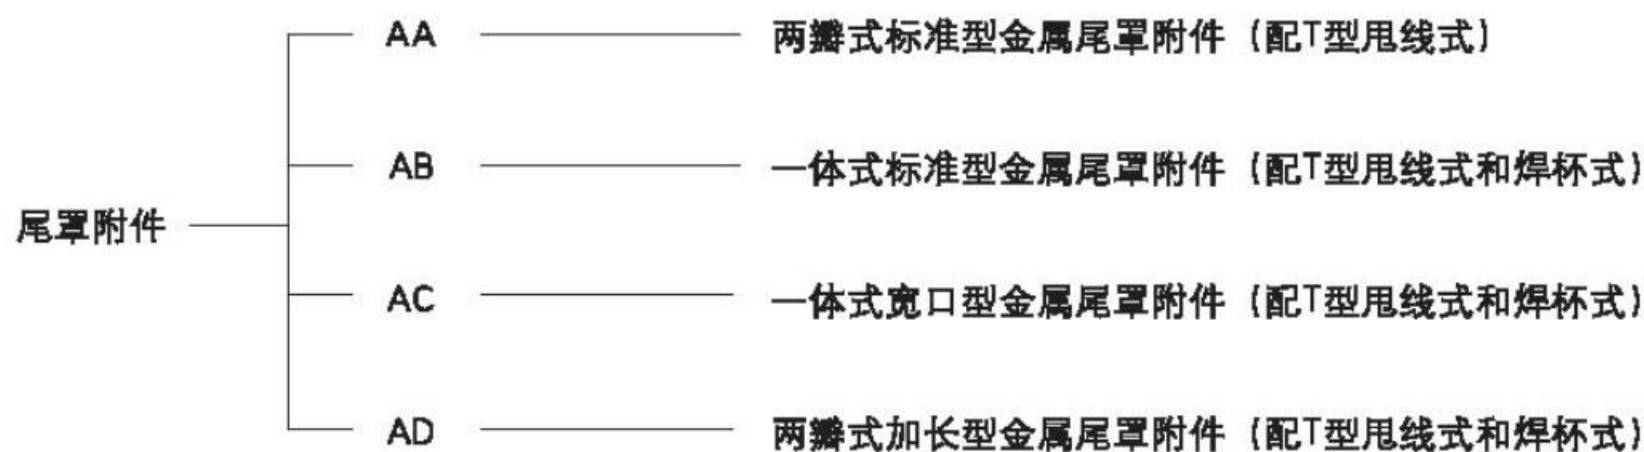 AA 两瓣式标准型金属尾罩附件（配T型甩线式）
AB 一体式标准型金属尾罩附件（配T型甩线式和焊杯式）
尾罩附件
AC 一体式宽口型金属尾罩附件（配T型甩线式和焊杯式）
AD 两瓣式加长型金属尾罩附件（配T型甩线式和焊杯式）